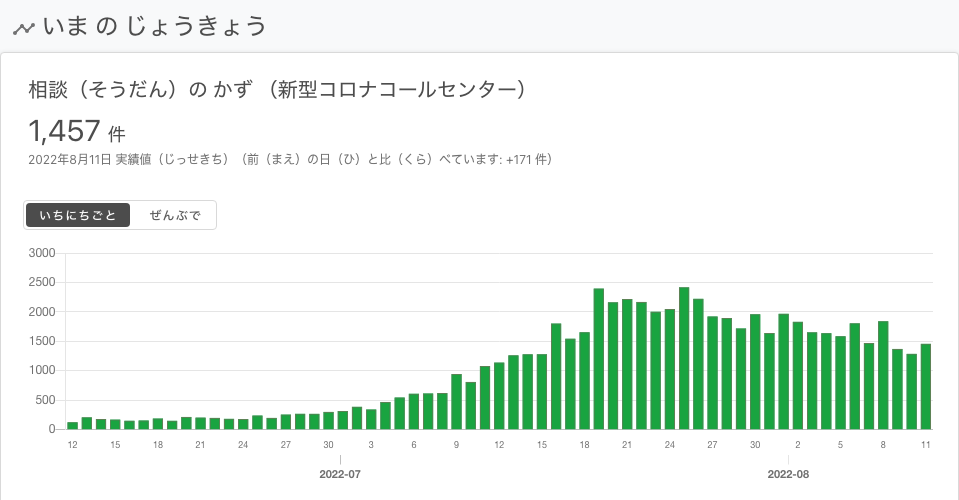 いま の じょうきょう
相談（そうだん）の かず （新型コロナコールセンター）
1,457 件
2022年8月11日 実績値（じっせきち）（前（まえ）の日（ひ）と比（くら）べています: +171 件）
いちにちごと ぜんぶで
3000
2500
2000
1500
1000
500
0
12 15 18 21 24 27 30 3 6 9 12 15 18 21 24 27 30 2 5 8 11
2022-07 2022-08